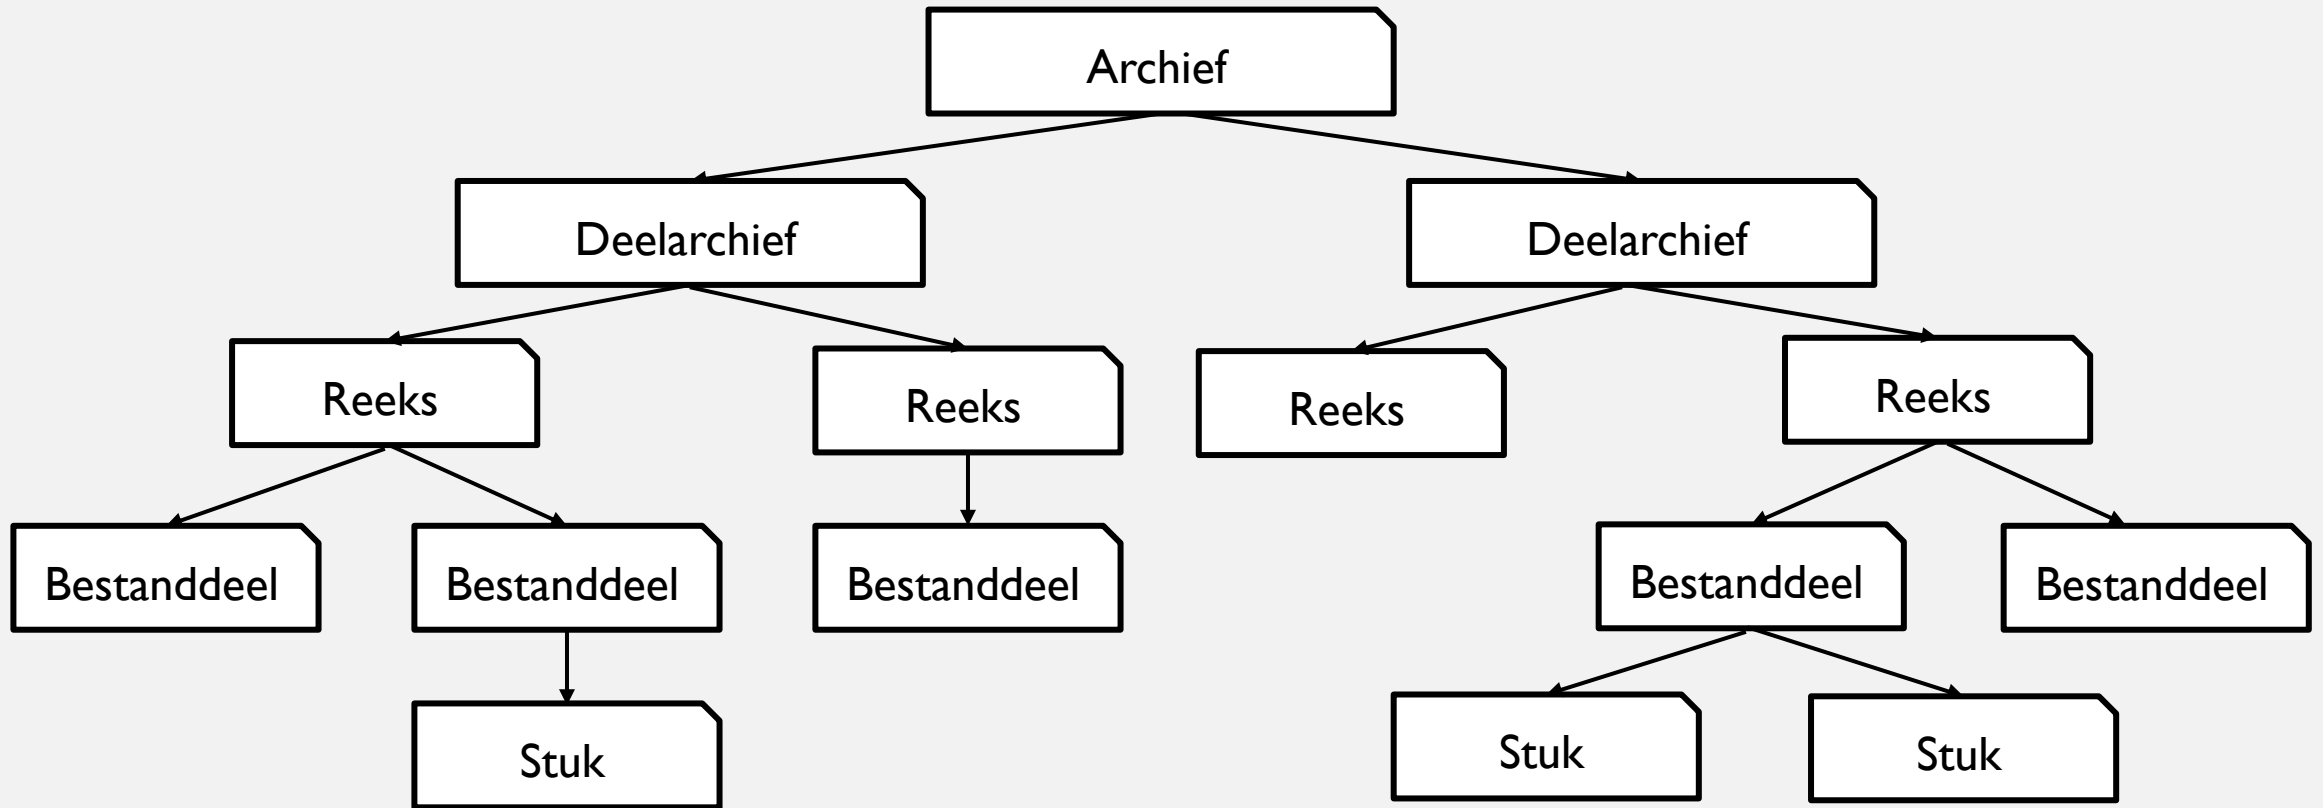 Archief
Deelarchief
Deelarchief
Reeks
Reeks
Reeks
Reeks
Bestanddeel
Bestanddeel
Bestanddeel
Bestanddeel
Bestanddeel
Stuk
Stuk
Stuk